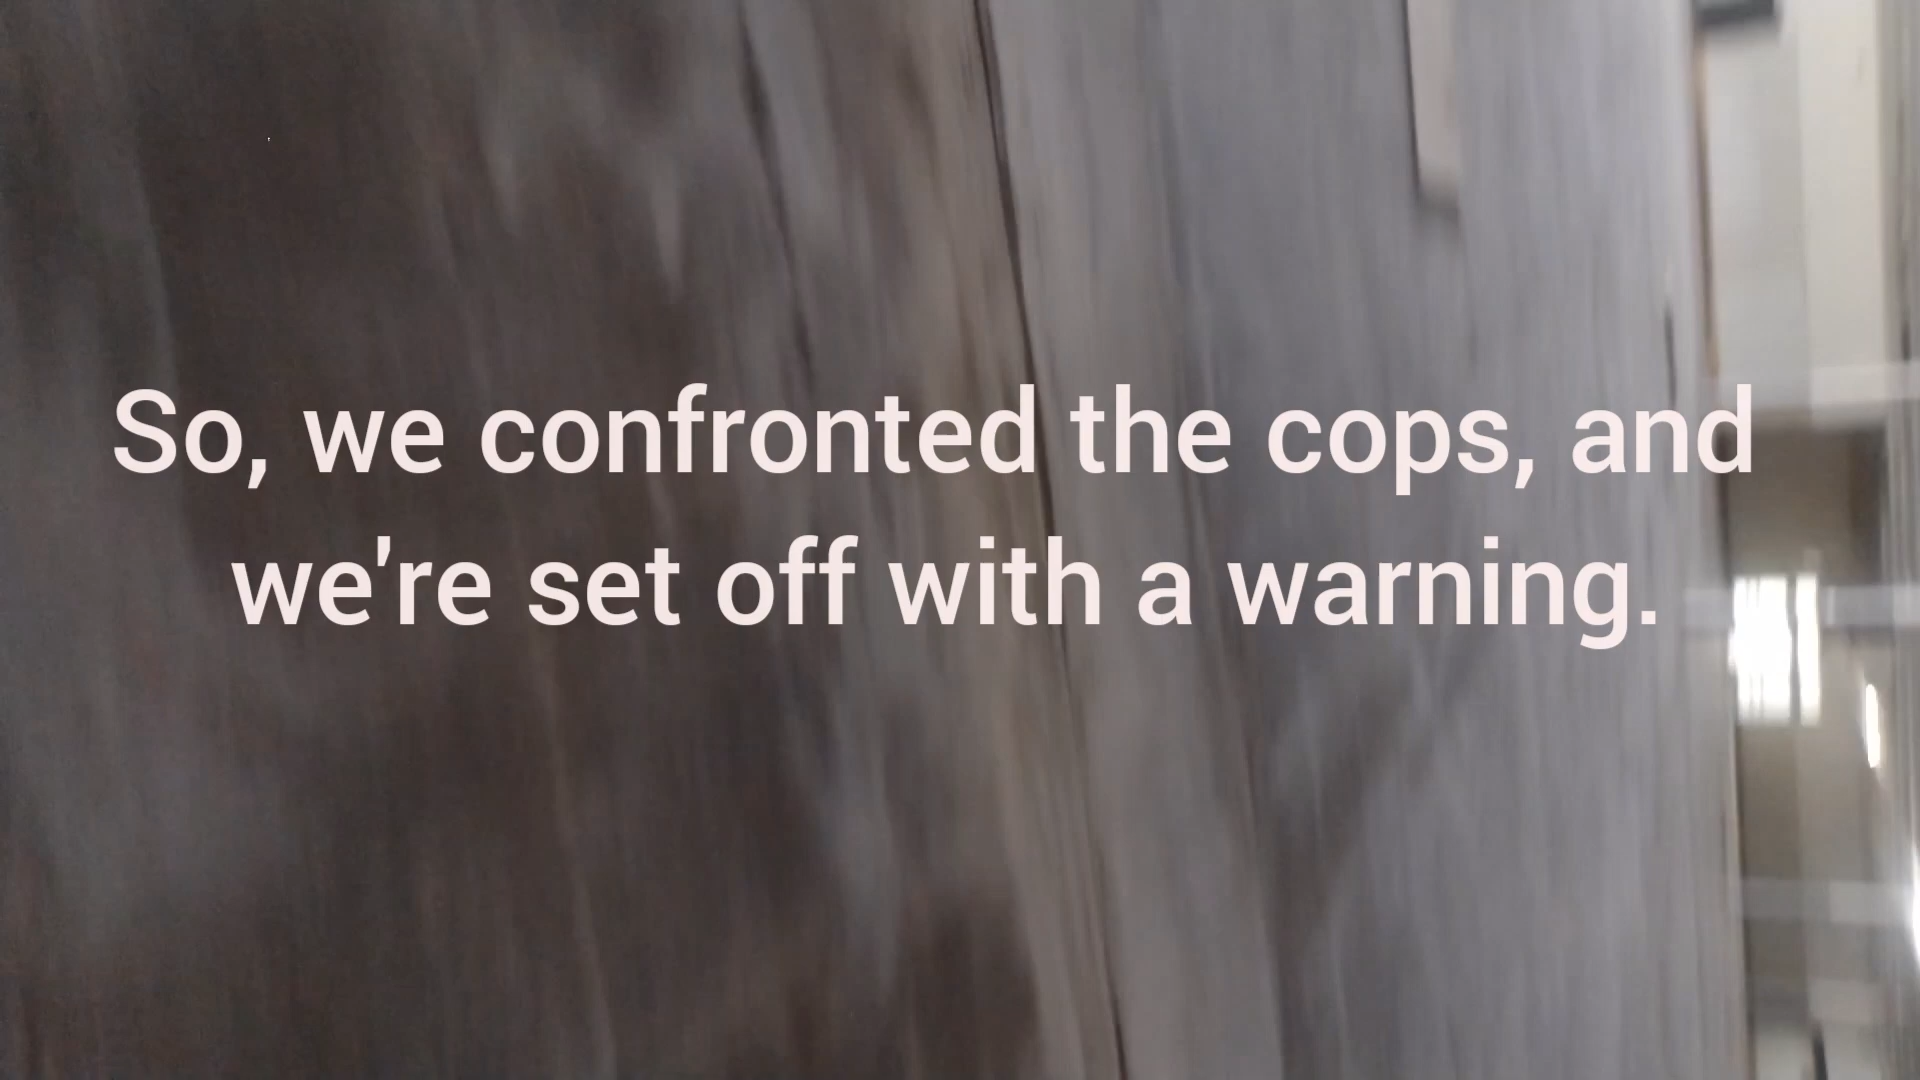 So, we confronted the cops, and
we're set off with a warning.